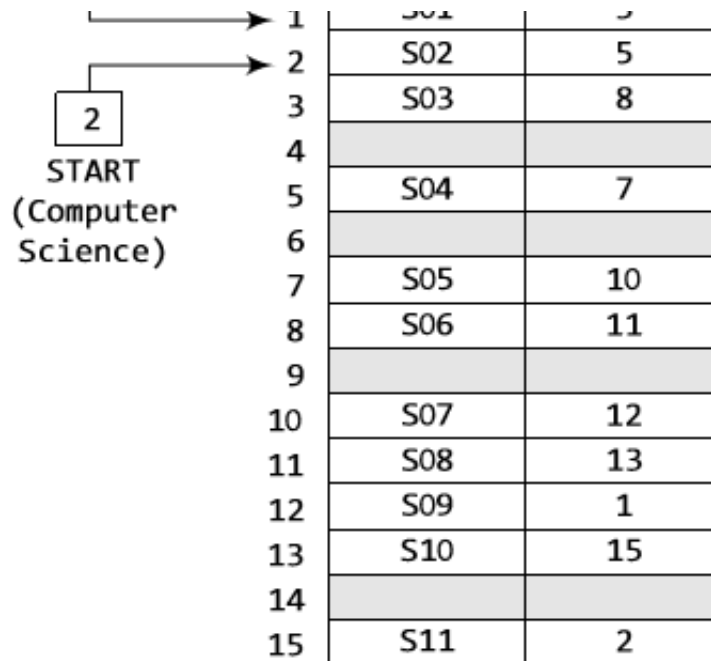 1
2 S02 5
3 S03 8
4
5 S04 7
6
7 S05 10
8 S06 11
9
10 S07 12
11 S08 13
12 S09 1
13 S10 15
14
15 S11 2
2
START
(Computer
Science)